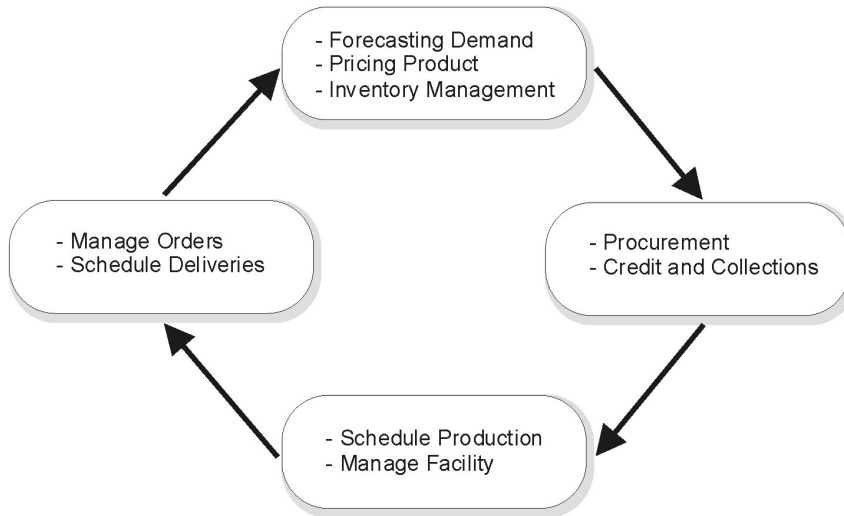 - Forecasting Demand
- Pricing Product
- Inventory Management
- Manage Orders
- Schedule Deliveries
- Procurement
- Credit and Collections
- Schedule Production
- Manage Facility